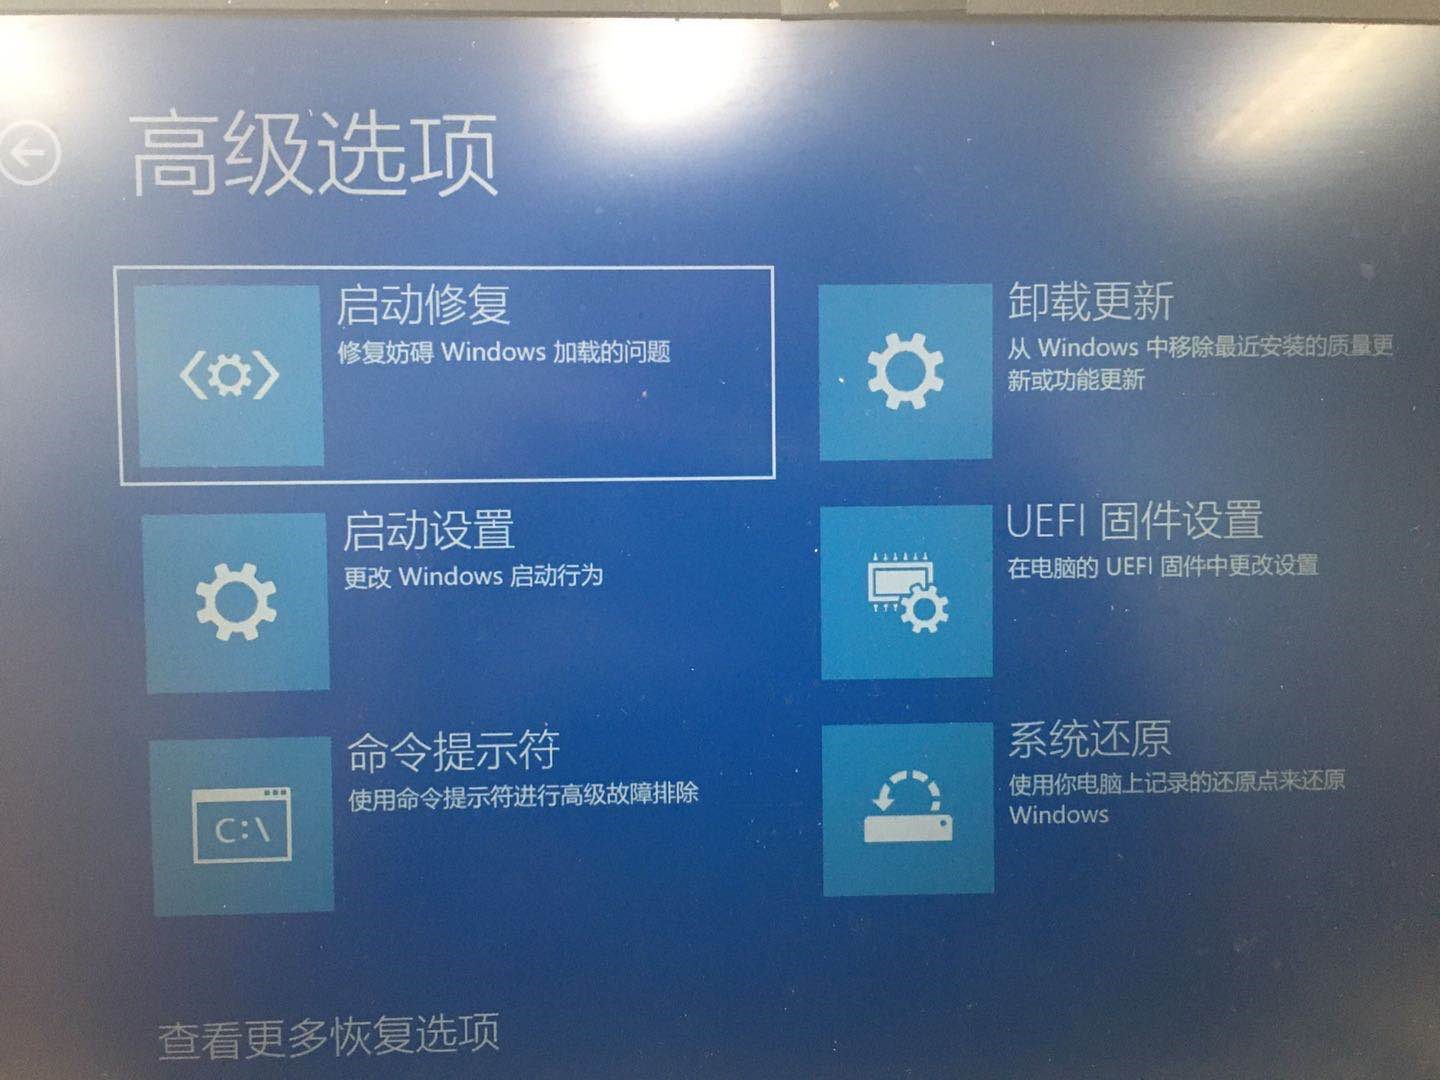 高级选项
启动修复
修复妨碍 Windows 加载的问题
卸载更新
从 Windows 中移除最近安装的质量更
新或功能更新
启动设置
更改 Windows 启动行为
UEFI 固件设置
在电脑的 UEFI 固件中更改设置
C:\
命令提示符
使用命令提示符进行高级故障排除
系统还原
使用你电脑上记录的还原点来还原
Windows
查看更多恢复选项